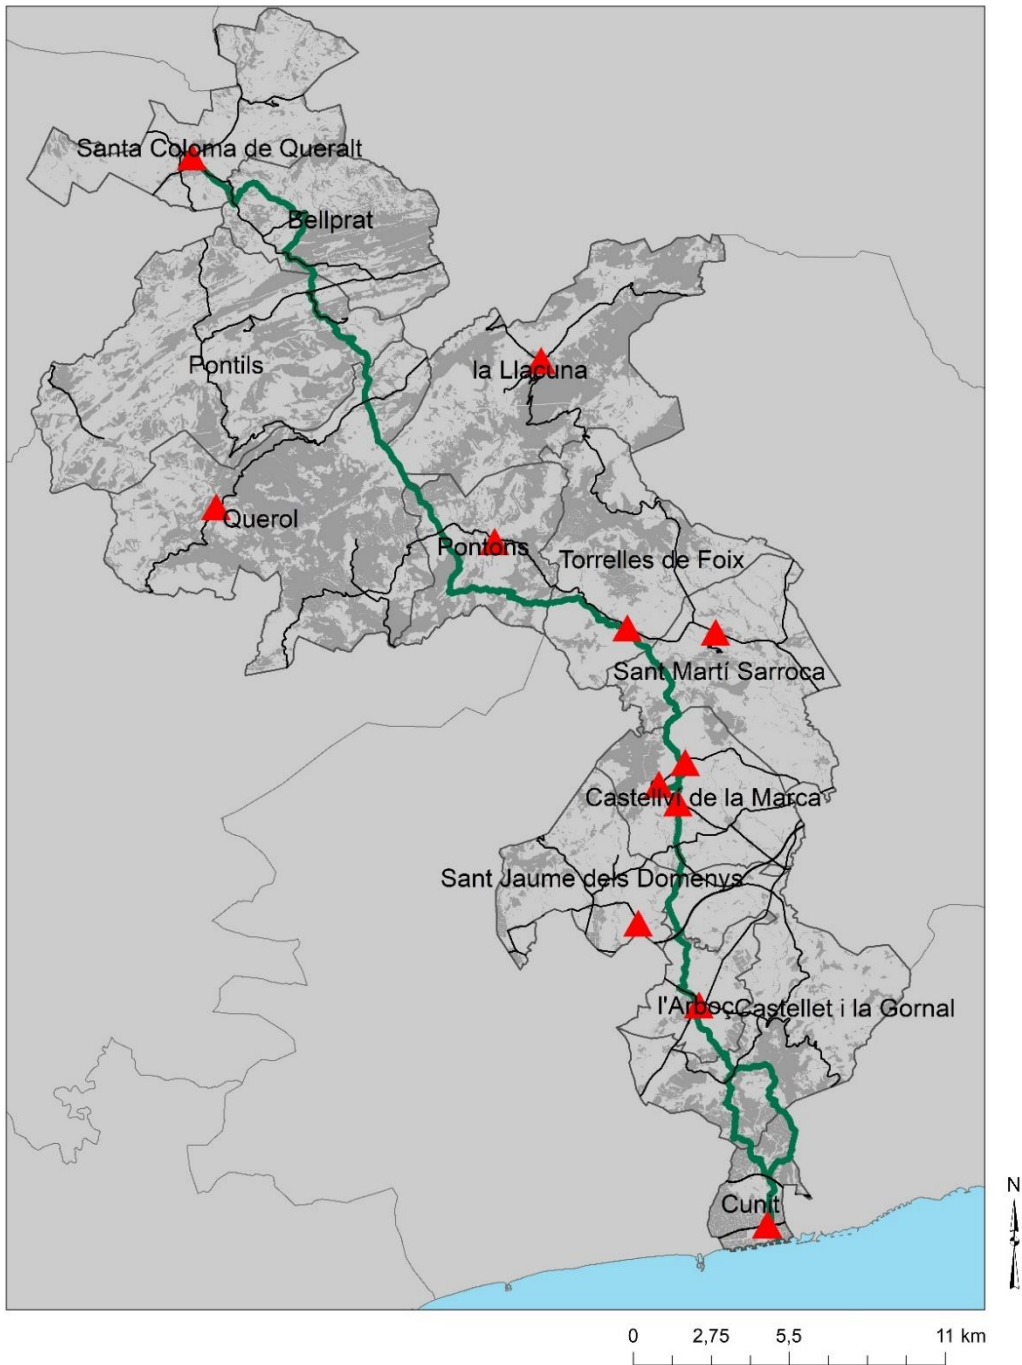 Santa Coloma de Queralt
Bellprat
Pontils
la Llacuna
Querol
Pontons
Torrelles de Foix
Sant Martí Sarroca
Castellví de la Marca
Sant Jaume dels Domenys
l'Arboç
Castellet i la Gornal
Cunit
N
0 2,75 5,5 11 km